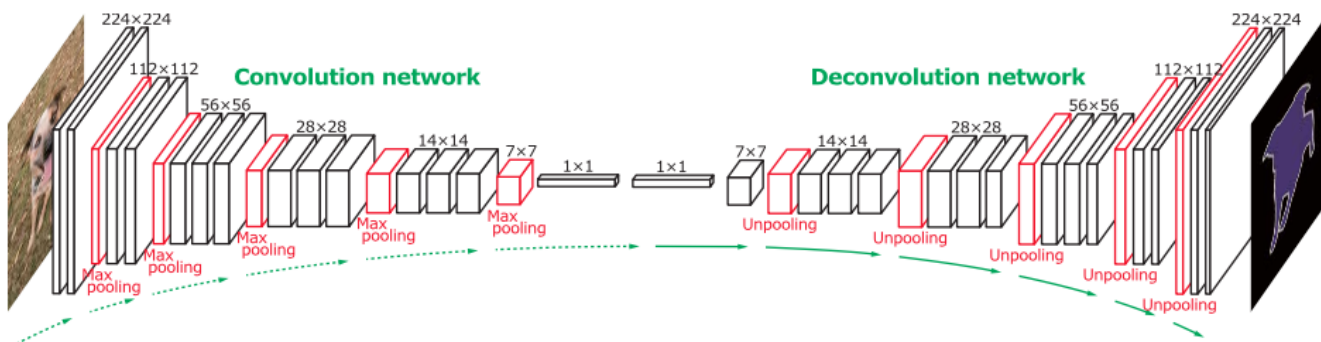 224×224
112×112
Convolution network
56×56
28×28
14×14
7×7
1×1
Max
pooling
Max
pooling
Max
pooling
Max
pooling
Max
pooling
1×1
7×7
Deconvolution network
14×14
28×28
56×56
112×112
224×224
Unpooling
Unpooling
Unpooling
Unpooling
Unpooling